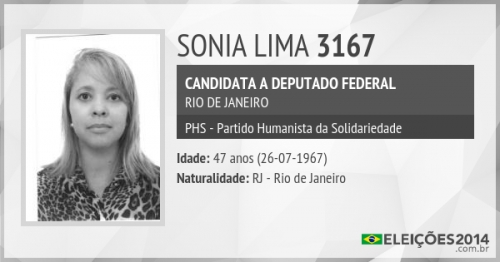 SONIA LIMA 3167
CANDIDATA A DEPUTADO FEDERAL
RIO DE JANEIRO
PHS - Partido Humanista da Solidariedade
Idade: 47 anos (26-07-1967)
Naturalidade: RJ - Rio de Janeiro
ELEIÇÕES2014
.com.br